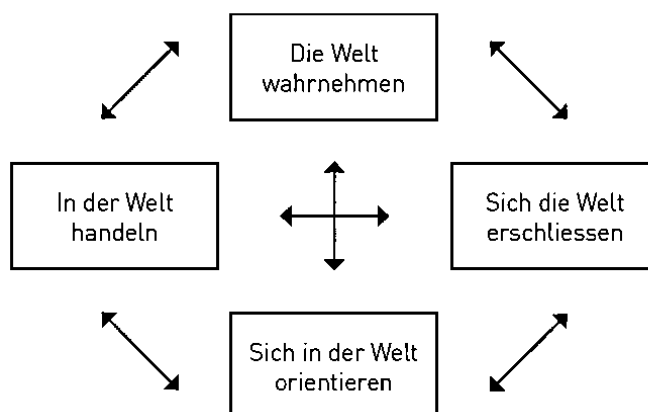 Die Welt
wahrnehmen
In der Welt
handeln
Sich die Welt
erschliessen
Sich in der Welt
orientieren